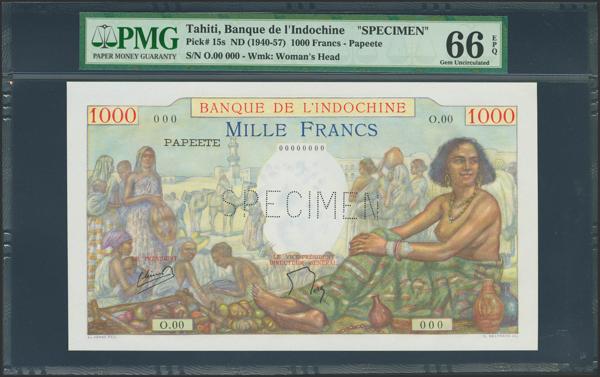 PMG
PAPER MONEY GUARANTY
Tahiti, Banque de l'Indochine "SPECIMEN"
Pick# 15s ND (1940-57) 1000 Francs - Papeete
S/N O.00 000 - Wmk: Woman's Head
66 EPQ
Gem Uncirculated
BANQUE DE L'INDOCHINE
1000 000 MILLE FRANCS O.00 1000
PAPEETE 00000000
SPECIMEN
LE PRÉSIDENT
LE VICE-PRÉSIDENT
DIRECTEUR GÉNÉRAL
O.00 000